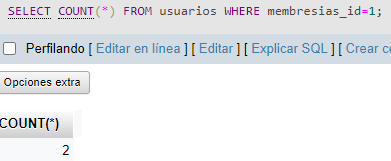 SELECT COUNT(*) FROM usuarios WHERE membresias_id=1;
Perfilando [ Editar en línea ] [ Editar ] [ Explicar SQL ] [ Crear
Opciones extra
COUNT(*)
2